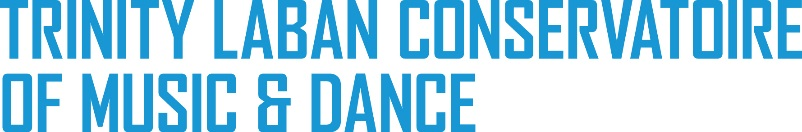 TRINITY LABAN CONSERVATOIRE
OF MUSIC & DANCE